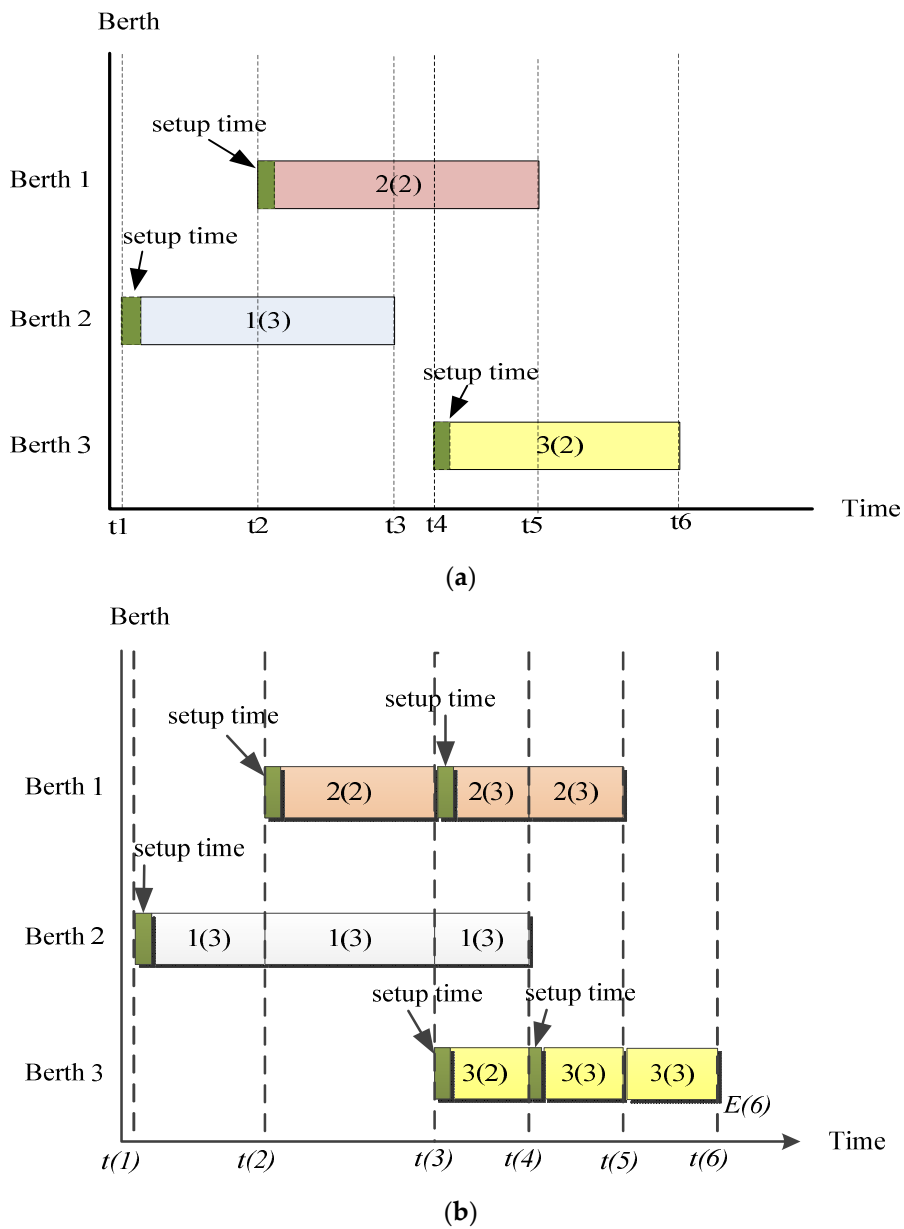 Berth
setup time
Berth 1
2(2)
setup time
Berth 2
1(3)
setup time
Berth 3
3(2)
t1
t2
t3
t4
t5
t6
Time
(a)
Berth
setup time
setup time
Berth 1
2(2)
2(3)
2(3)
setup time
Berth 2
1(3)
1(3)
1(3)
setup time
setup time
Berth 3
3(2)
3(3)
3(3)
E(6)
t(1)
t(2)
t(3)
t(4)
t(5)
t(6)
Time
(b)